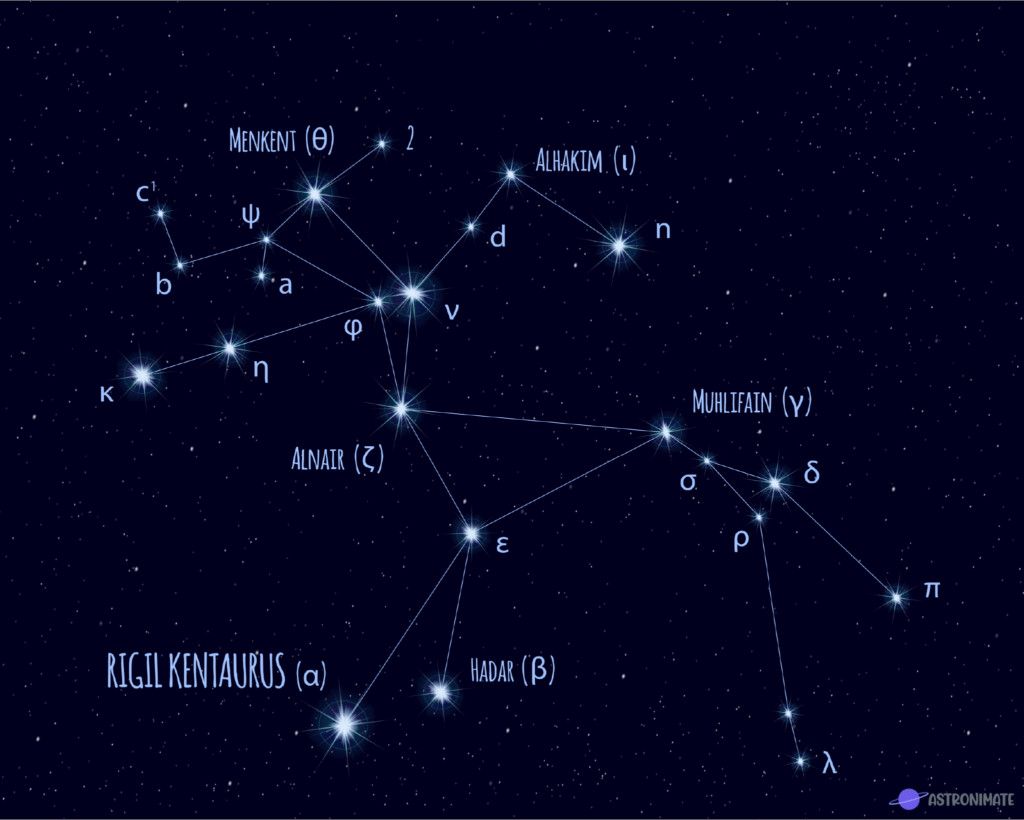 MENKENT (θ)
2
ALHAKIM (ι)
c¹
ψ
n
d
b
a
ν
φ
η
κ
MUHLIFAIN (γ)
ALNAIR (ζ)
σ
δ
ρ
ε
π
RIGIL KENTAURUS (α)
HADAR (β)
λ
ASTRONIMATE